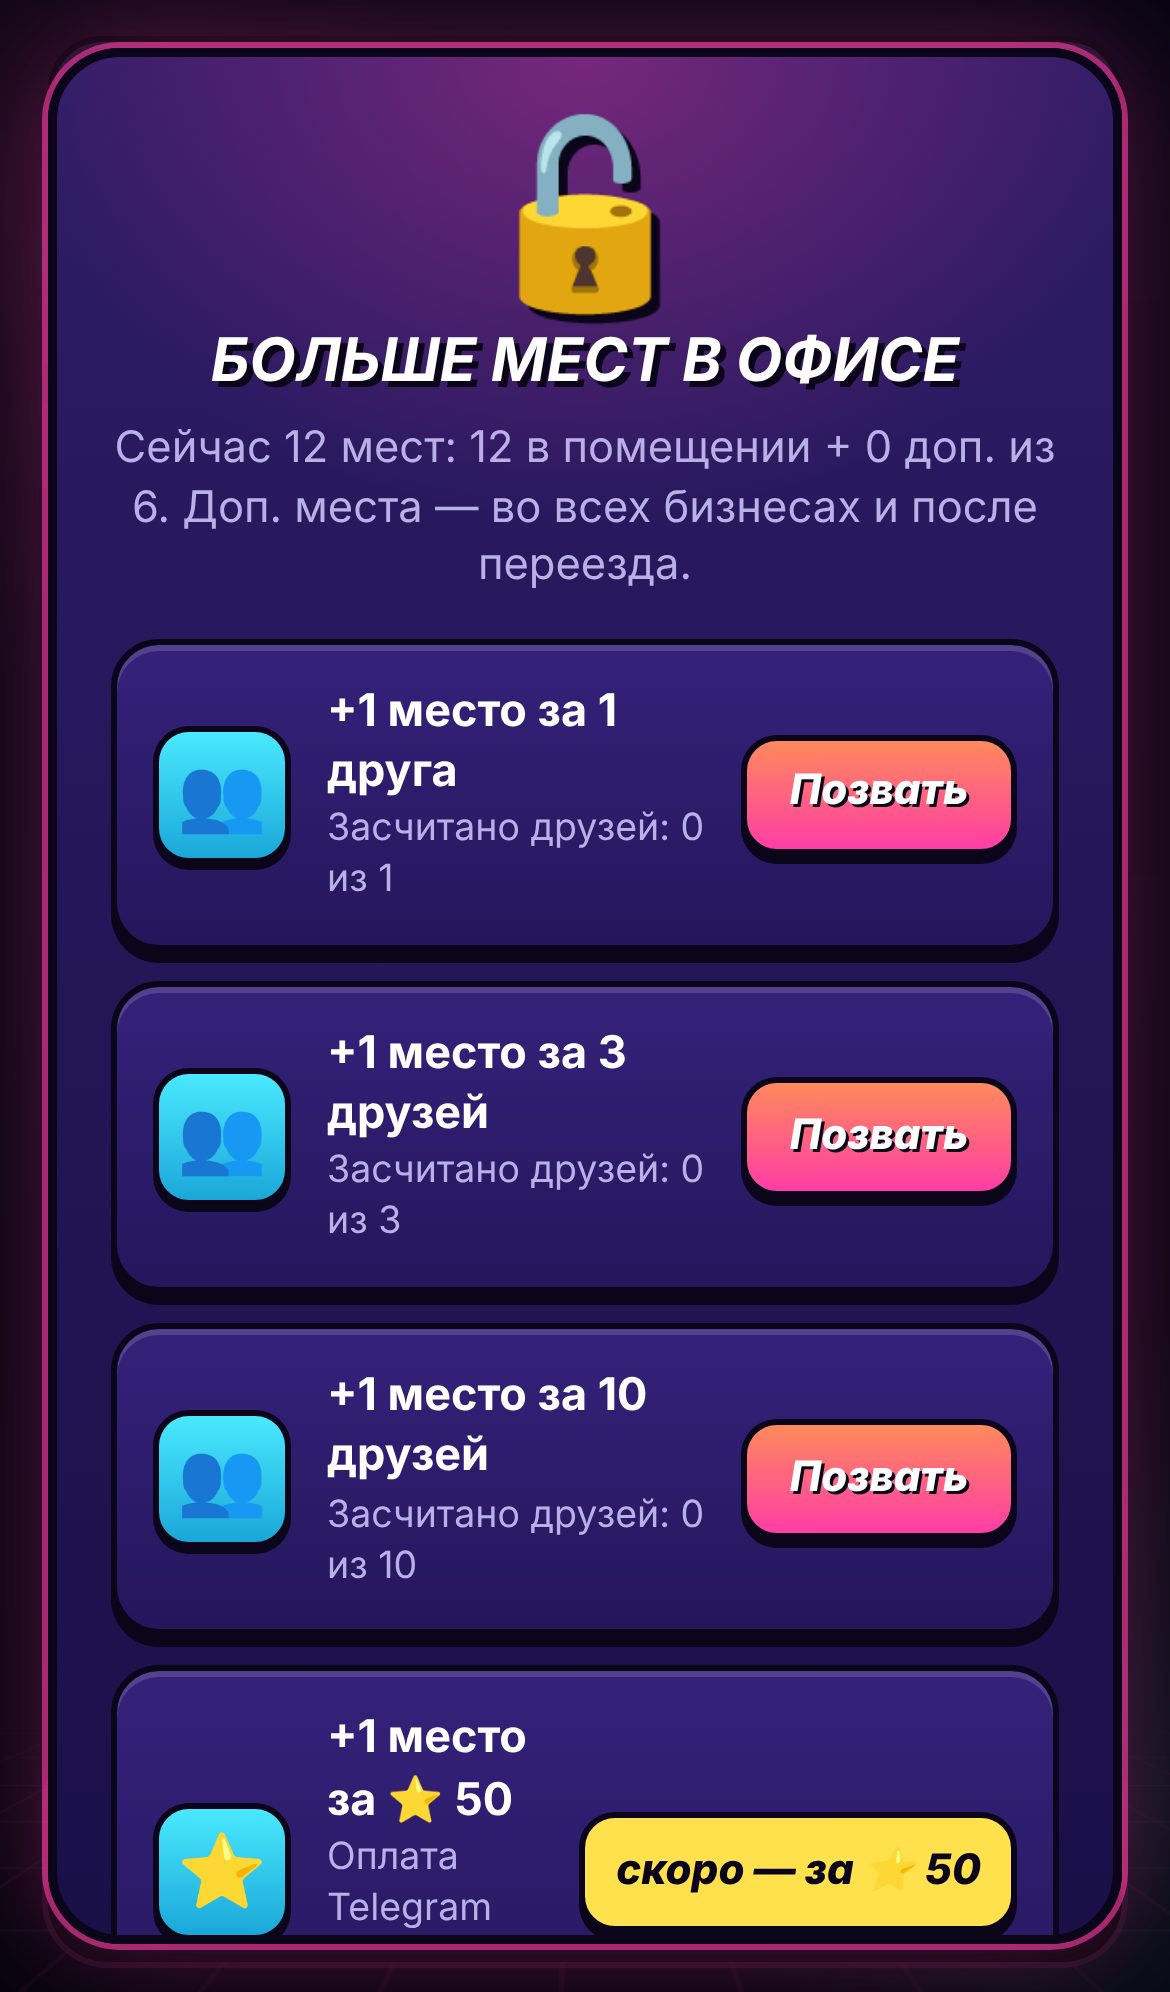 БОЛЬШЕ МЕСТ В ОФИСЕ
Сейчас 12 мест: 12 в помещении + 0 доп. из
6. Доп. места — во всех бизнесах и после
переезда.
+1 место за 1
друга
Засчитано друзей: 0
из 1
Позвать
+1 место за 3
друзей
Засчитано друзей: 0
из 3
Позвать
+1 место за 10
друзей
Засчитано друзей: 0
из 10
Позвать
+1 место
за ⭐ 50
Оплата
Telegram
скоро — за ⭐ 50